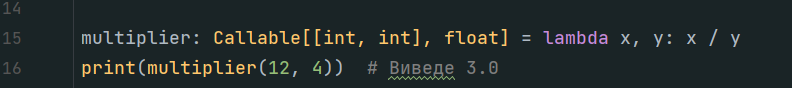 14
15 multiplier: Callable[[int, int], float] = lambda x, y: x / y
16 print(multiplier(12, 4))  # Виведе 3.0